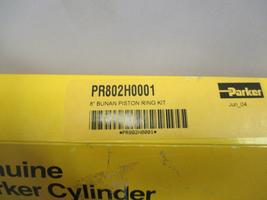 PR802H0001
8" BUNAN PISTON RING KIT
*PR802H0001*
Parker
Jun_04
nuine
rker Cylinder